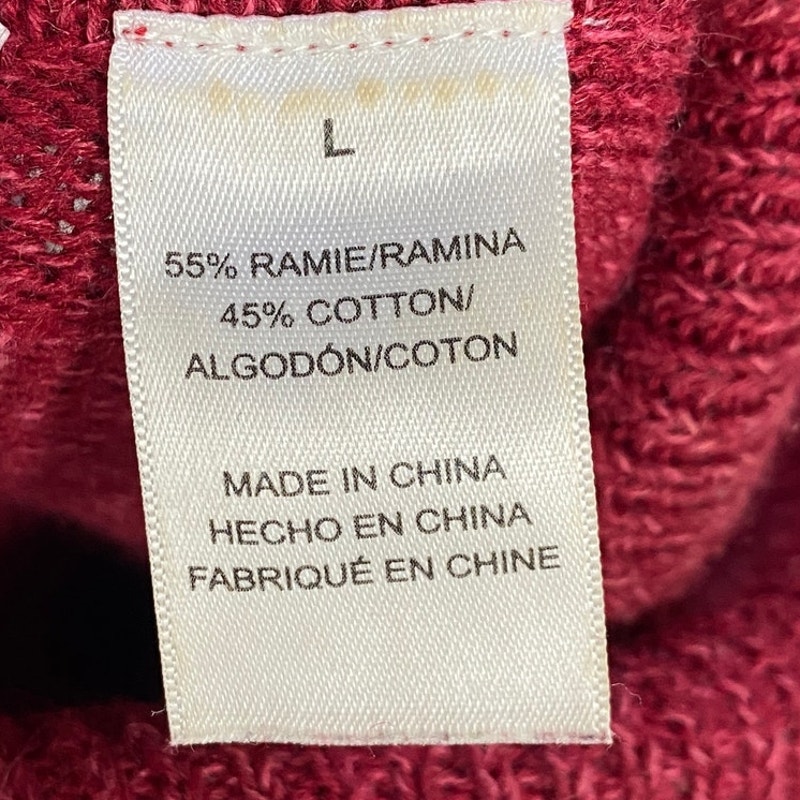 L
55% RAMIE/RAMINA
45% COTTON/
ALGODÓN/COTON
MADE IN CHINA
HECHO EN CHINA
FABRIQUÉ EN CHINE